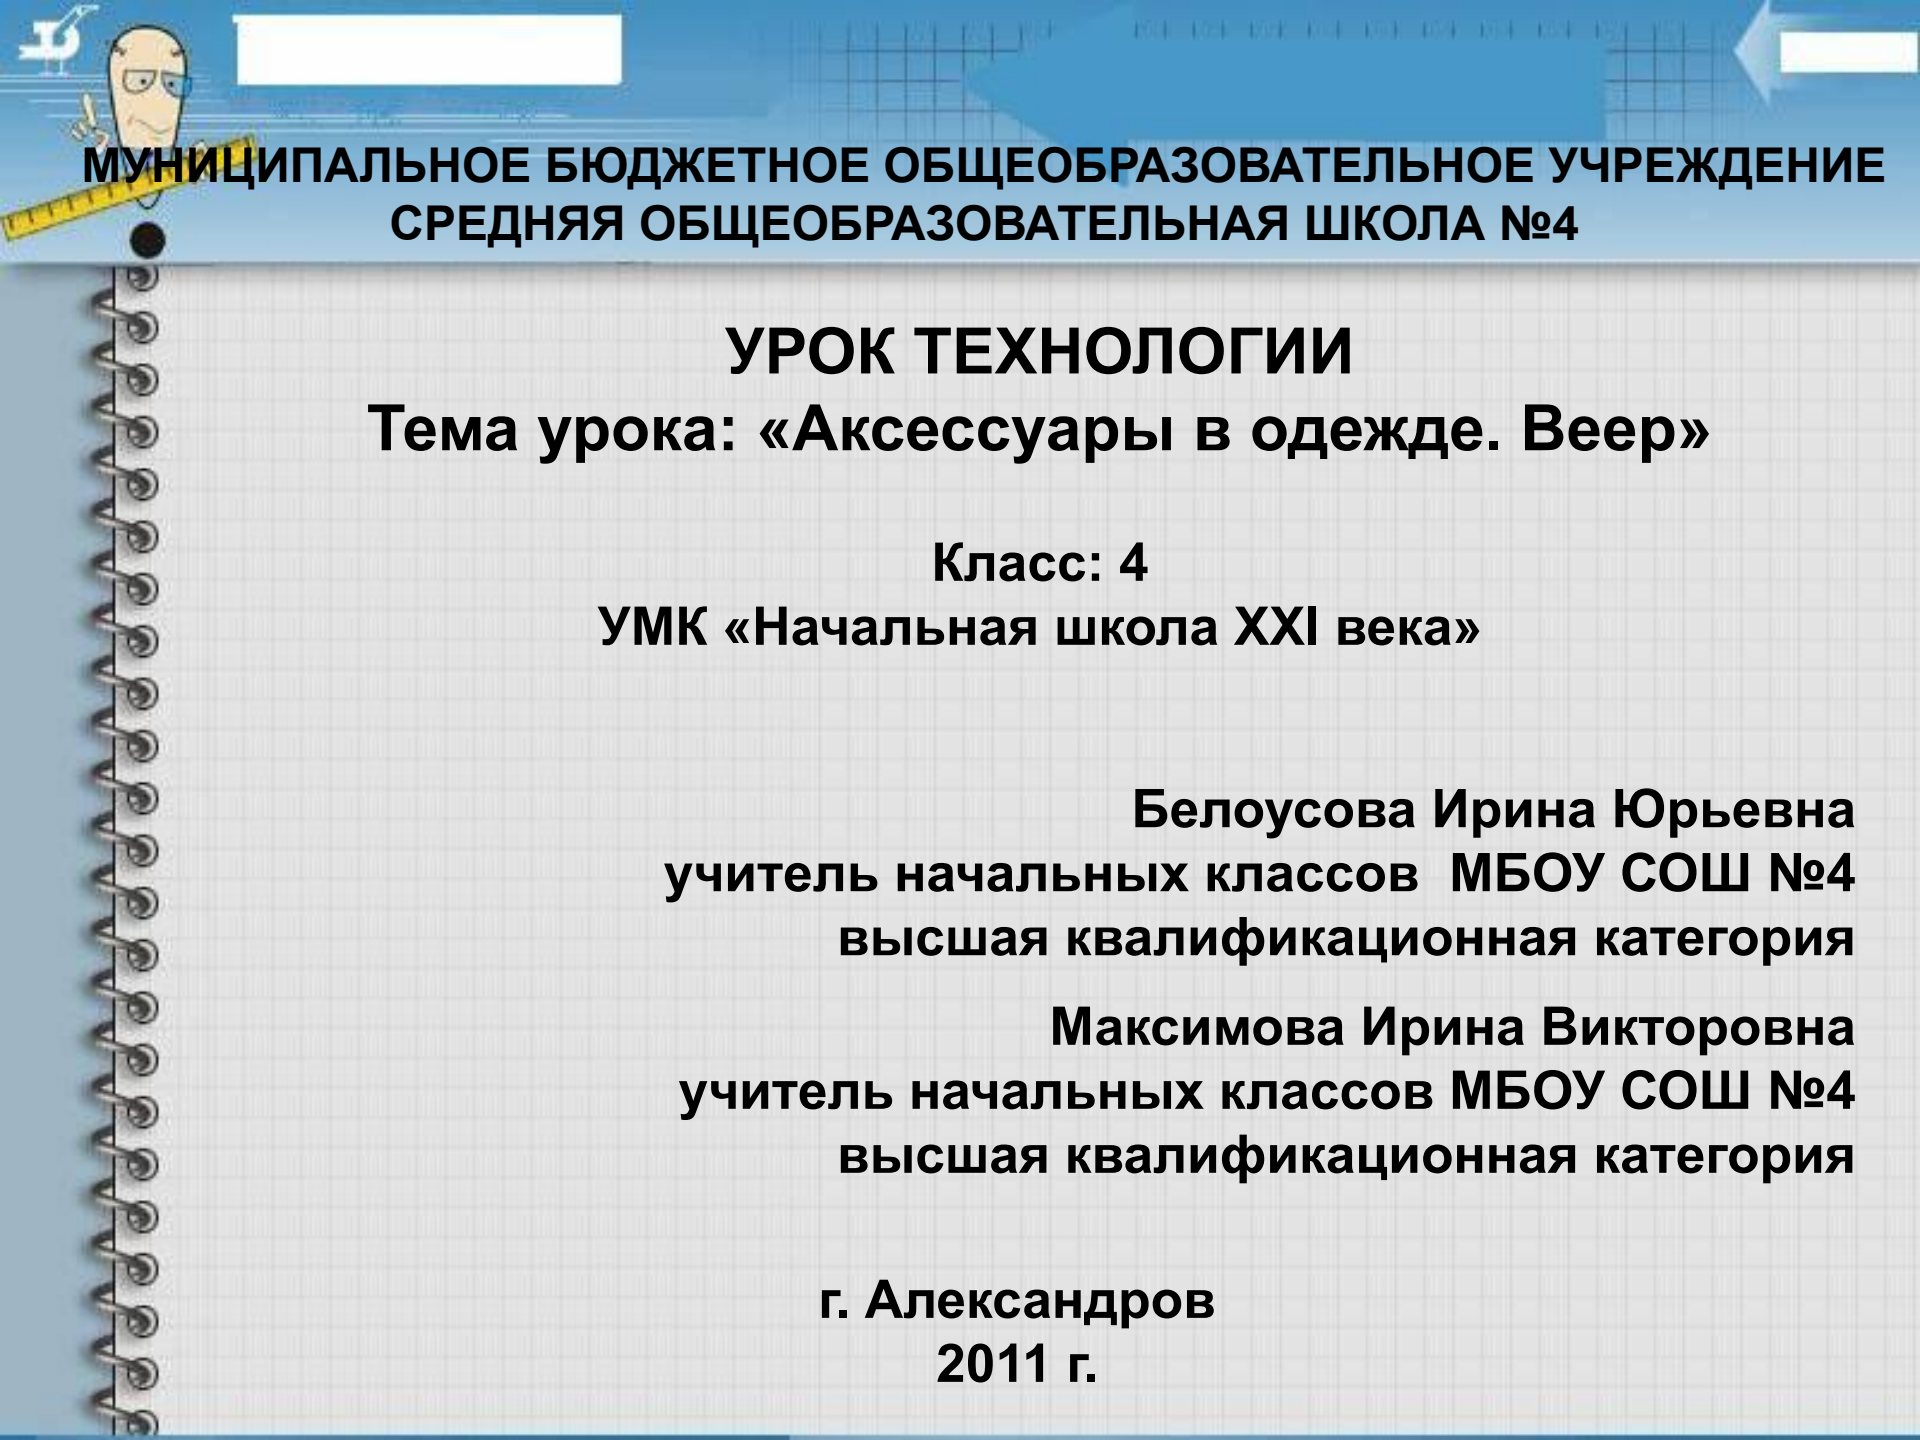 МУНИЦИПАЛЬНОЕ БЮДЖЕТНОЕ ОБЩЕОБРАЗОВАТЕЛЬНОЕ УЧРЕЖДЕНИЕ
СРЕДНЯЯ ОБЩЕОБРАЗОВАТЕЛЬНАЯ ШКОЛА №4
УРОК ТЕХНОЛОГИИ
Тема урока: «Аксессуары в одежде. Веер»
Класс: 4
УМК «Начальная школа XXI века»
Белоусова Ирина Юрьевна
учитель начальных классов МБОУ СОШ №4
высшая квалификационная категория
Максимова Ирина Викторовна
учитель начальных классов МБОУ СОШ №4
высшая квалификационная категория
г. Александров
2011 г.